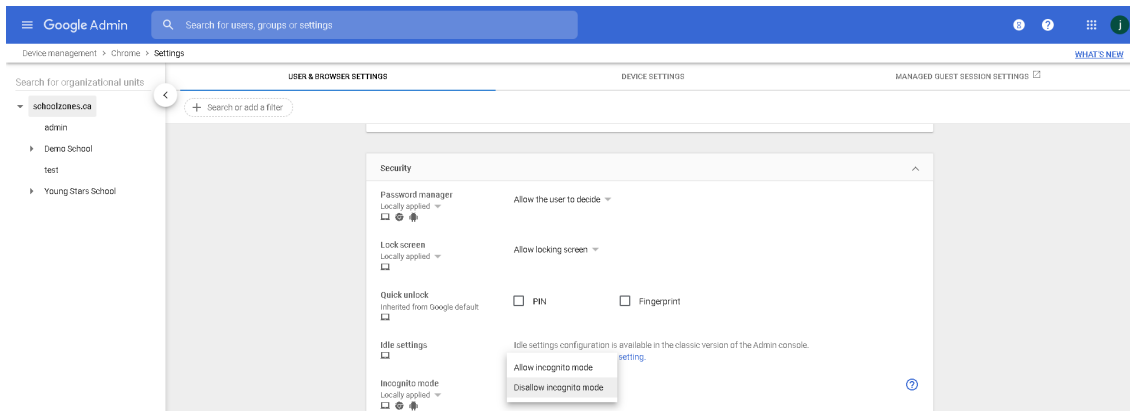 Google Admin
Search for users, groups or settings
8
j
Device management > Chrome > Settings
WHAT'S NEW
Search for organizational units
USER & BROWSER SETTINGS
DEVICE SETTINGS
MANAGED GUEST SESSION SETTINGS
schoolzones.ca
Search or add a filter
admin
Demo School
test
Young Stars School
Security
Password manager
Locally applied
Allow the user to decide
Lock screen
Locally applied
Allow locking screen
Quick unlock
Inherited from Google default
PIN
Fingerprint
Idle settings
Idle settings configuration is available in the classic version of the Admin console.
setting.
Allow incognito mode
Disallow incognito mode
Incognito mode
Locally applied